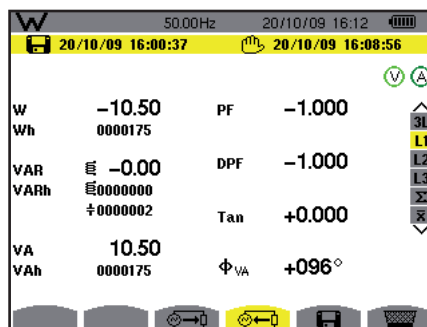 W 50.00Hz 20/10/09 16:12
20/10/09 16:00:37 20/10/09 16:08:56
V A
W −10.50 PF −1.000
Wh 0000175
3L
L1
VAR −0.00 DPF −1.000
L2
VARh 0000000
L3
÷0000002 Tan +0.000
Σ
x̄
VA 10.50
VAh 0000175 ΦVA +096°